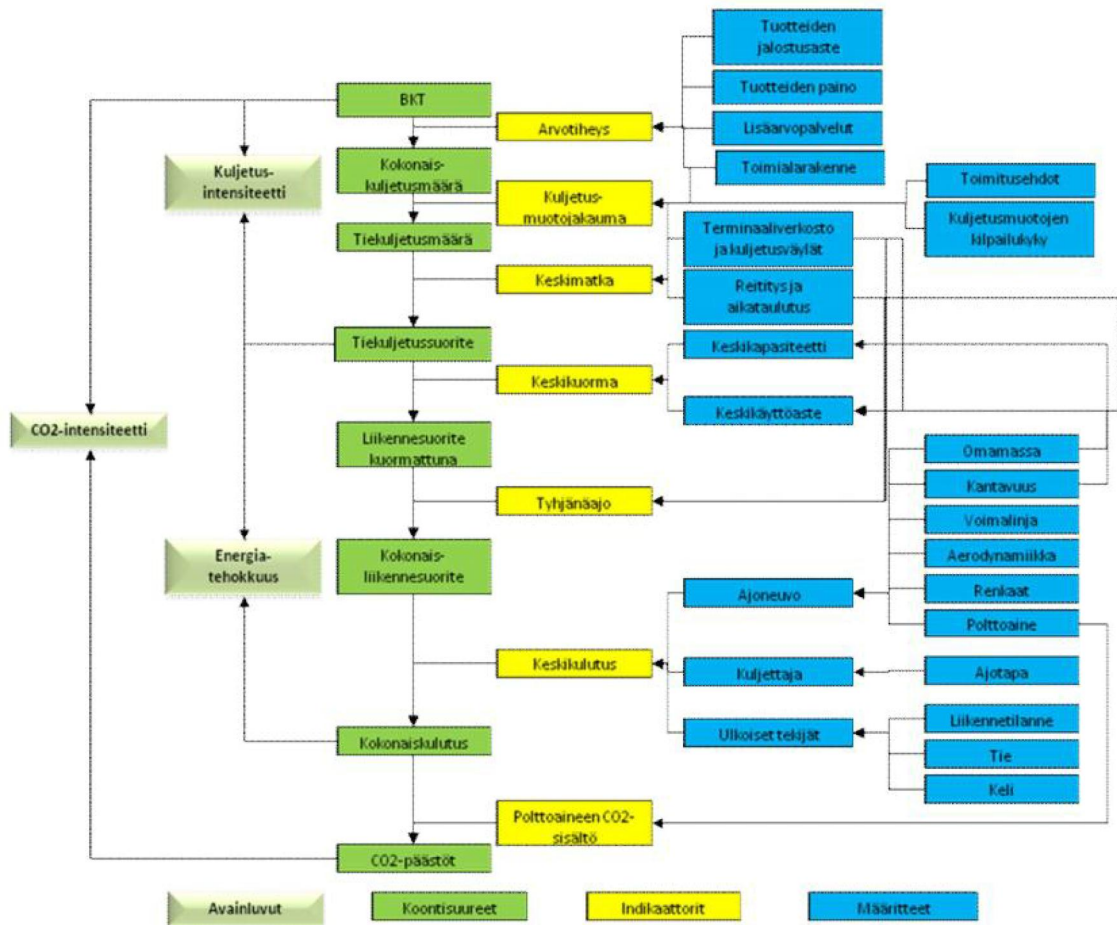 Tuotteiden
jalostusaste
Tuotteiden paino
BKT
Arvotiheys
Lisäarvopalvelut
Kuljetus-
intensiteetti
Kokonais-
kuljetusmäärä
Toimialarakenne
Toimitusehdot
Kuljetus-
muotojakauma
Kuljetusmuotojen
kilpailukyky
Tiekuljetusmäärä
Terminaaliverkosto
ja kuljetusväylät
Keskimatka
Reititys ja
aikataulutus
Tiekuljetussuorite
Keskikapasiteetti
Keskikuorma
Keskikäyttöaste
CO2-intensiteetti
Liikennesuorite
kuormattuna
Omamassa
Kantavuus
Tyhjänäajo
Voimalinja
Energia-
tehokkuus
Kokonais-
liikennesuorite
Aerodynamiikka
Ajoneuvo
Renkaat
Polttoaine
Keskikulutus
Kuljettaja
Ajotapa
Liikennetilanne
Kokonaiskulutus
Ulkoiset tekijät
Tie
Keli
Polttoaineen CO2-
sisältö
CO2-päästöt
Avainluvut
Koontisuureet
Indikaattorit
Määritteet